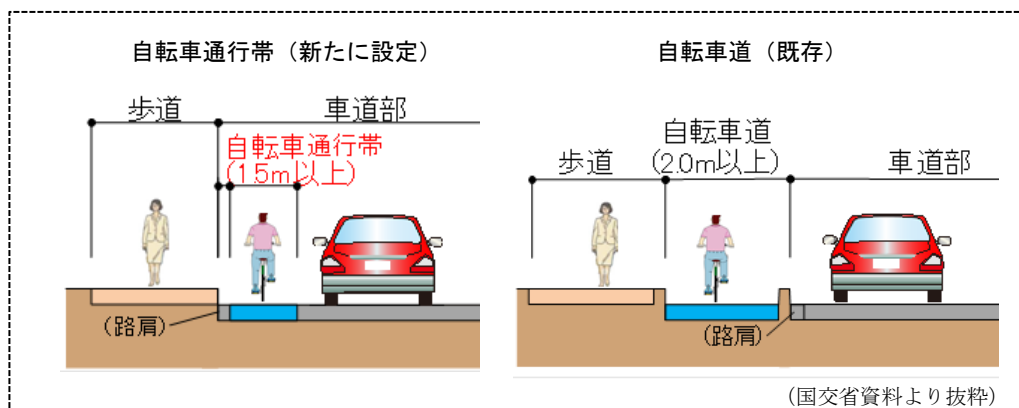 自転車通行帯（新たに設定）
歩道
車道部
自転車通行帯
(1.5m以上)
(路肩)
自転車道（既存）
自転車道
歩道
(2.0m以上)
車道部
(路肩)
(国交省資料より抜粋)